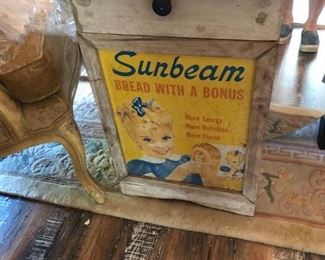 Sunbeam
BREAD WITH A BONUS
More Energy
More Nutrition
More Flavor